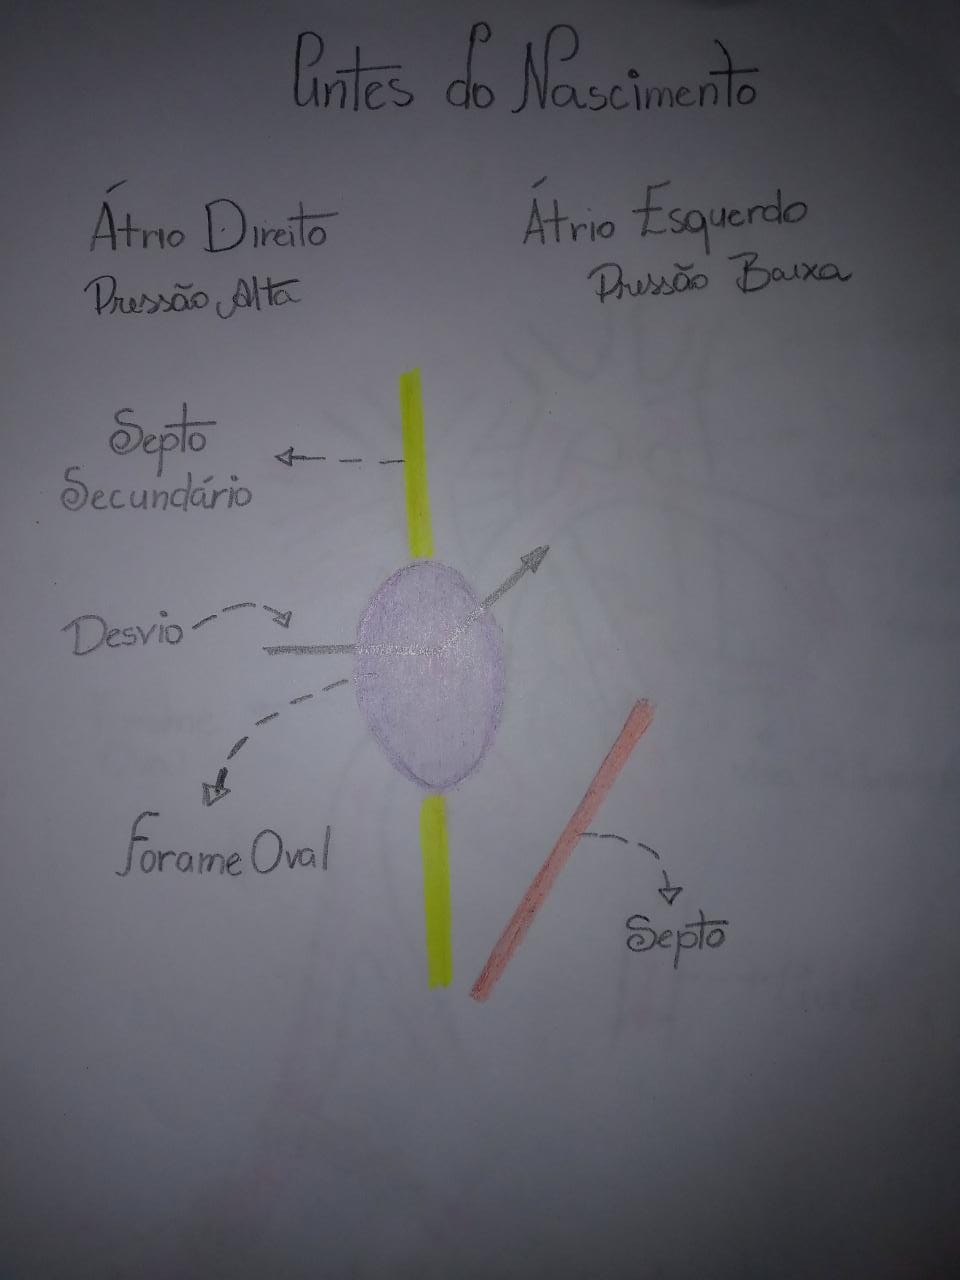 Antes do Nascimento
Átrio Direito
Pressão Alta
Átrio Esquerdo
Pressão Baixa
Septo
Secundário
Desvio
Forame Oval
Septo